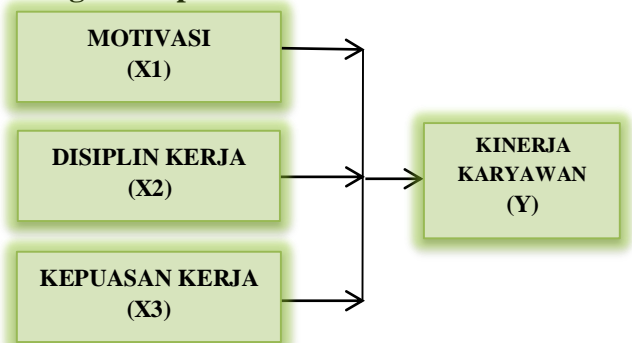 MOTIVASI
(X1)
DISIPLIN KERJA
(X2)
KEPUASAN KERJA
(X3)
KINERJA
KARYAWAN
(Y)